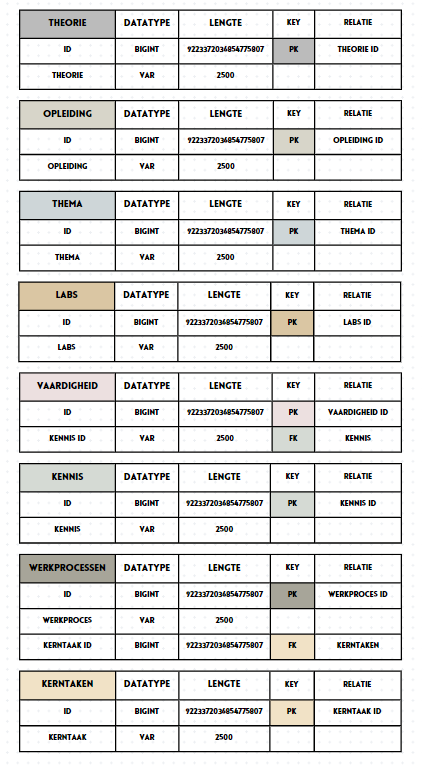 THEORIE DATATYPE LENGTE KEY RELATIE
ID BIGINT 9223372036854775807 PK THEORIE ID
THEORIE VAR 2500
OPLEIDING DATATYPE LENGTE KEY RELATIE
ID BIGINT 9223372036854775807 PK OPLEIDING ID
OPLEIDING VAR 2500
THEMA DATATYPE LENGTE KEY RELATIE
ID BIGINT 9223372036854775807 PK THEMA ID
THEMA VAR 2500
LABS DATATYPE LENGTE KEY RELATIE
ID BIGINT 9223372036854775807 PK LABS ID
LABS VAR 2500
VAARDIGHEID DATATYPE LENGTE KEY RELATIE
ID BIGINT 9223372036854775807 PK VAARDIGHEID ID
KENNIS ID VAR 2500 FK KENNIS
KENNIS DATATYPE LENGTE KEY RELATIE
ID BIGINT 9223372036854775807 PK KENNIS ID
KENNIS VAR 2500
WERKPROCESSEN DATATYPE LENGTE KEY RELATIE
ID BIGINT 9223372036854775807 PK WERKPROCES ID
WERKPROCES VAR 2500
KERNTAAK ID BIGINT 9223372036854775807 FK KERNTAKEN
KERNTAKEN DATATYPE LENGTE KEY RELATIE
ID BIGINT 9223372036854775807 PK KERNTAAK ID
KERNTAAK VAR 2500